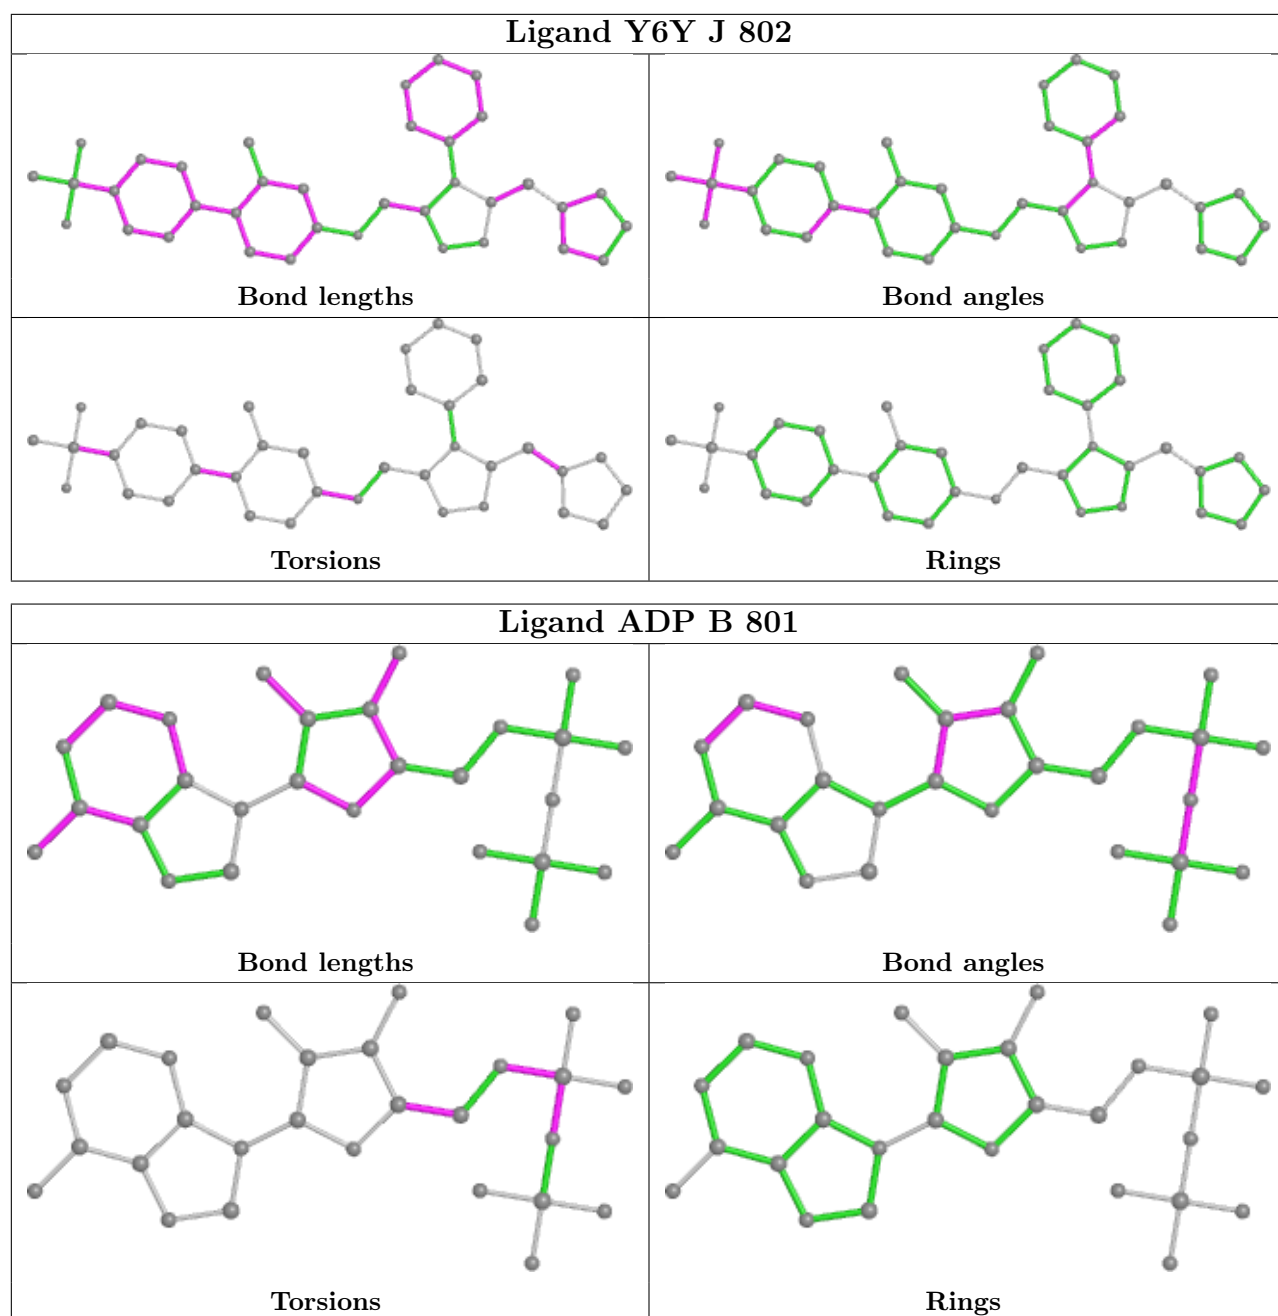 Ligand Y6Y J 802
Bond lengths
Bond angles
Torsions
Rings
Ligand ADP B 801
Bond lengths
Bond angles
Torsions
Rings